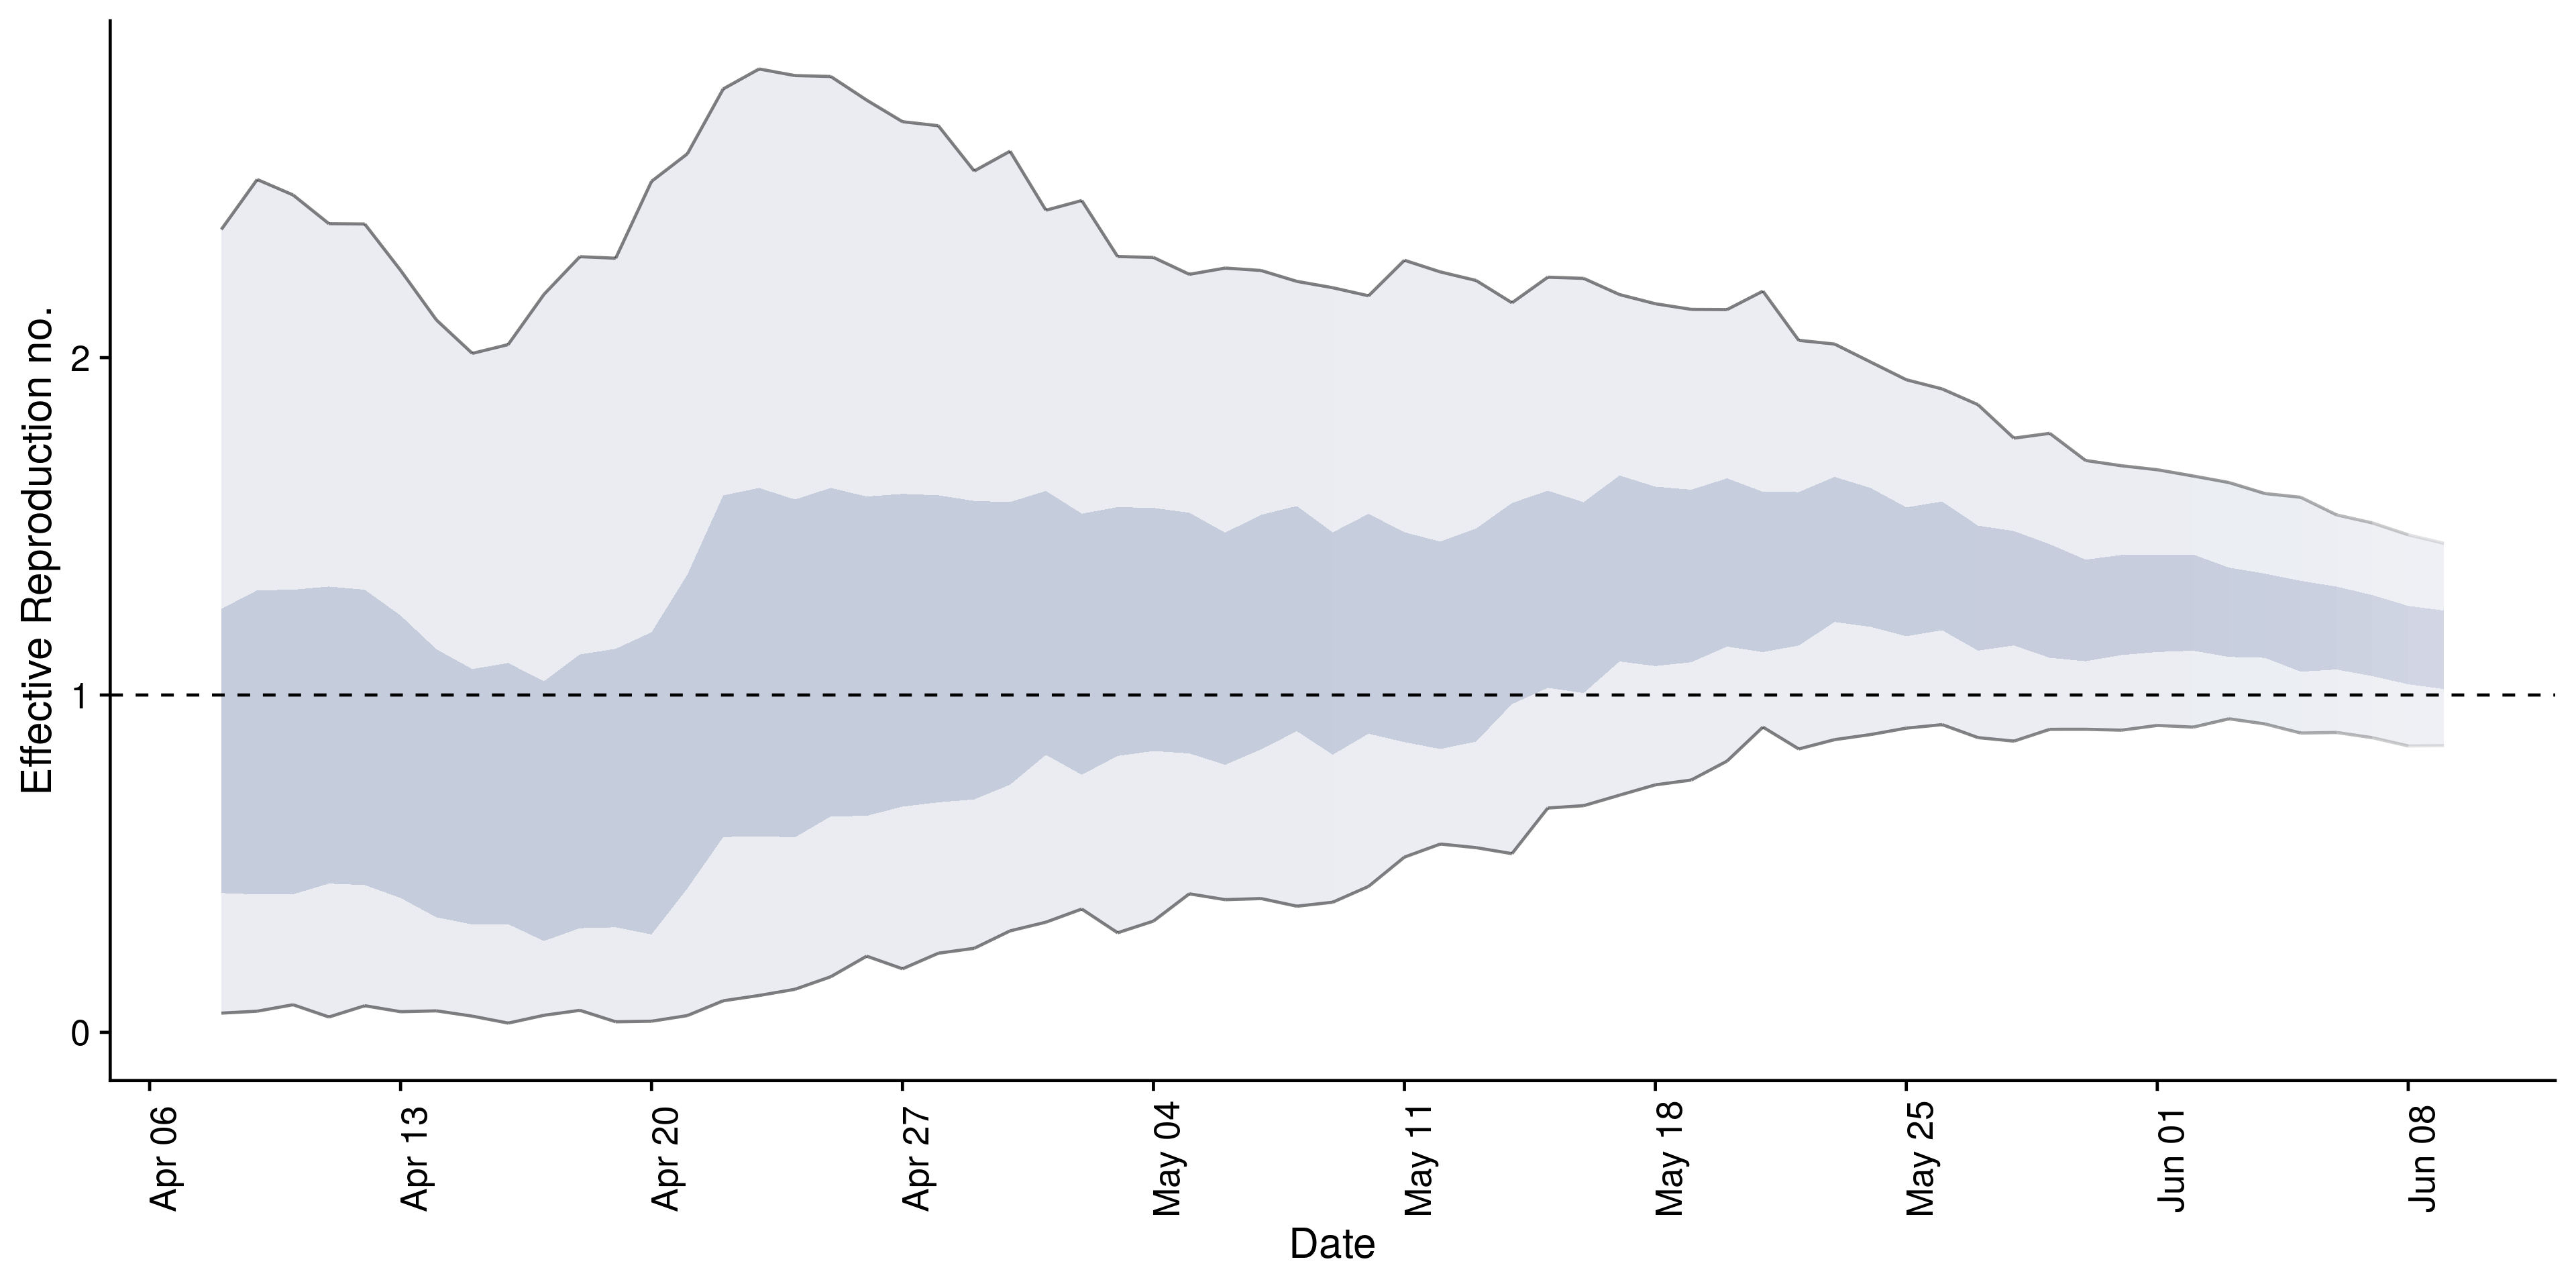 Effective Reproduction no.
2
1
0
Apr 06
Apr 13
Apr 20
Apr 27
May 04
May 11
May 18
May 25
Jun 01
Jun 08
Date